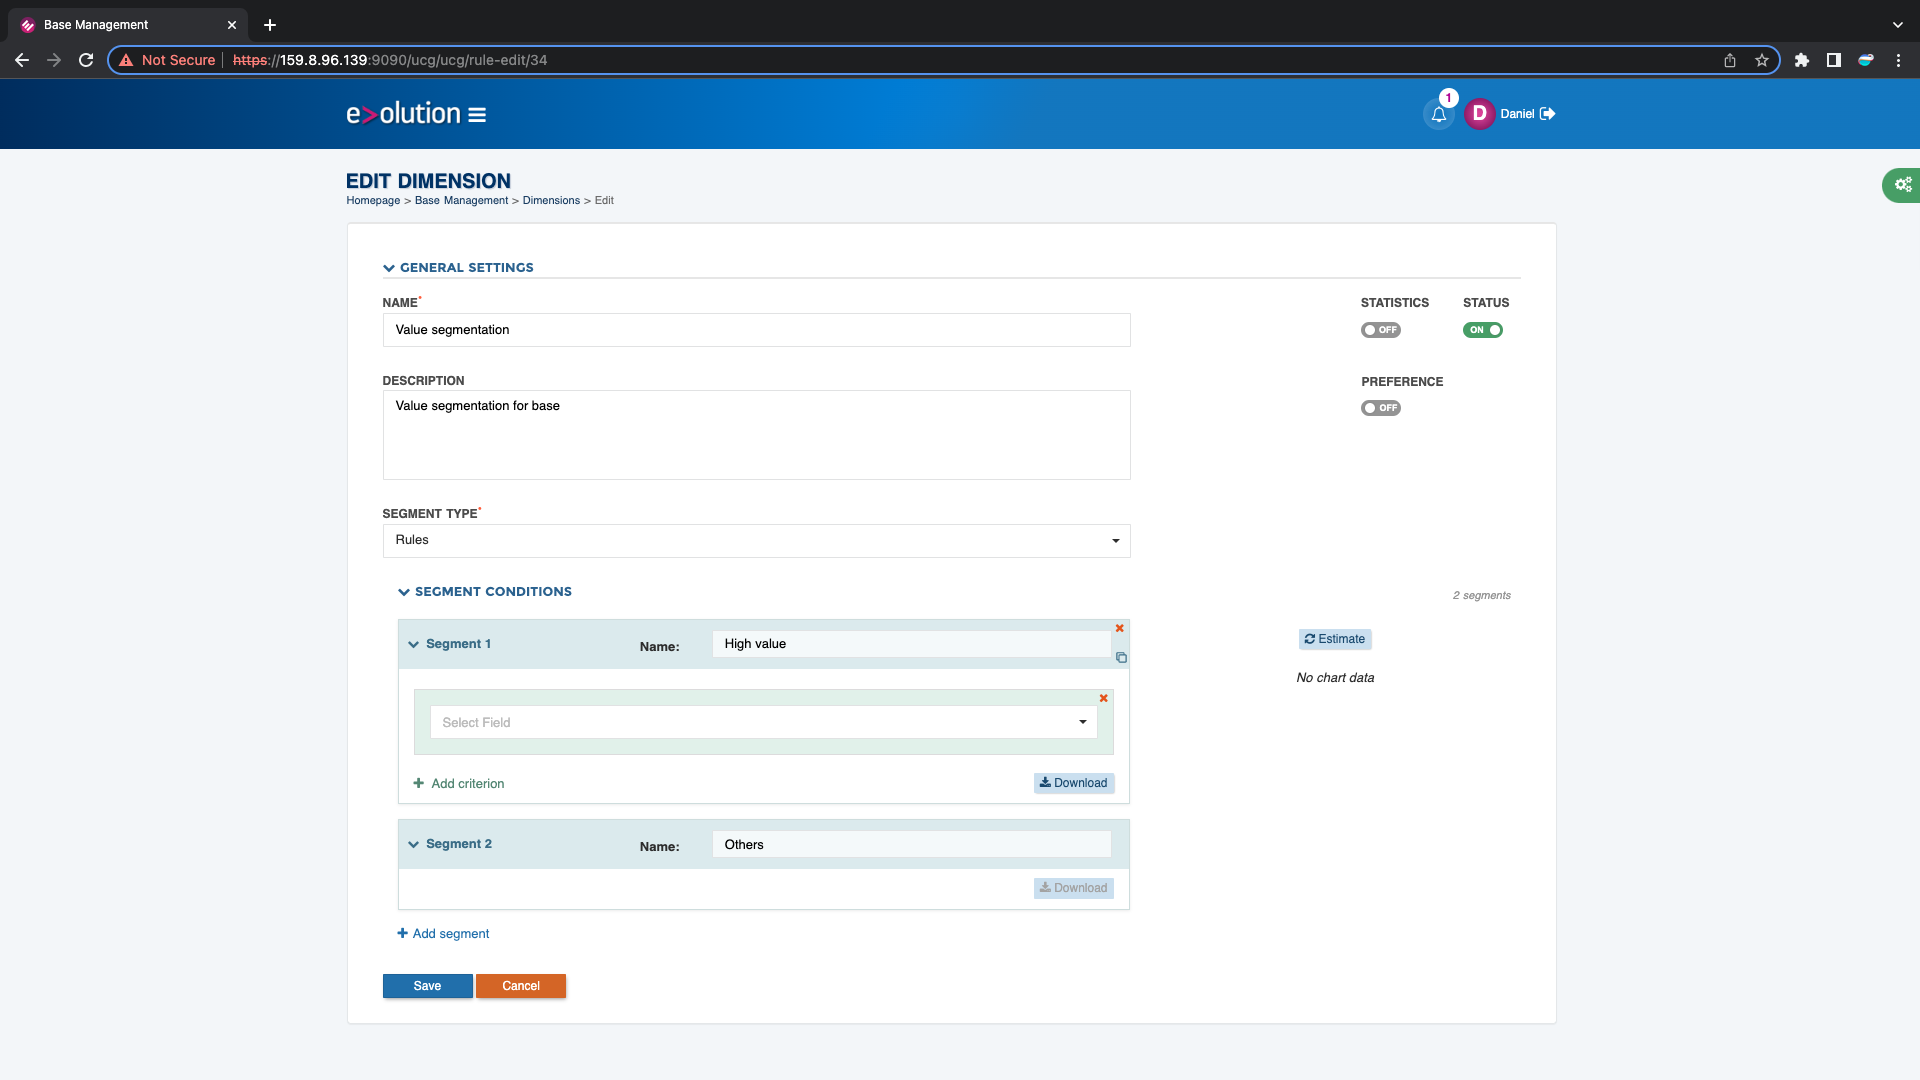 Base Management
Not Secure https://159.8.96.139:9090/ucg/ucg/rule-edit/34
e>olution
1
D Daniel
EDIT DIMENSION
Homepage > Base Management > Dimensions > Edit
GENERAL SETTINGS
NAME*
STATISTICS STATUS
Value segmentation
OFF ON
DESCRIPTION
PREFERENCE
Value segmentation for base
OFF
SEGMENT TYPE*
Rules
SEGMENT CONDITIONS
2 segments
Segment 1 Name: High value
Estimate
No chart data
Select Field
Add criterion
Download
Segment 2 Name: Others
Download
Add segment
Save Cancel